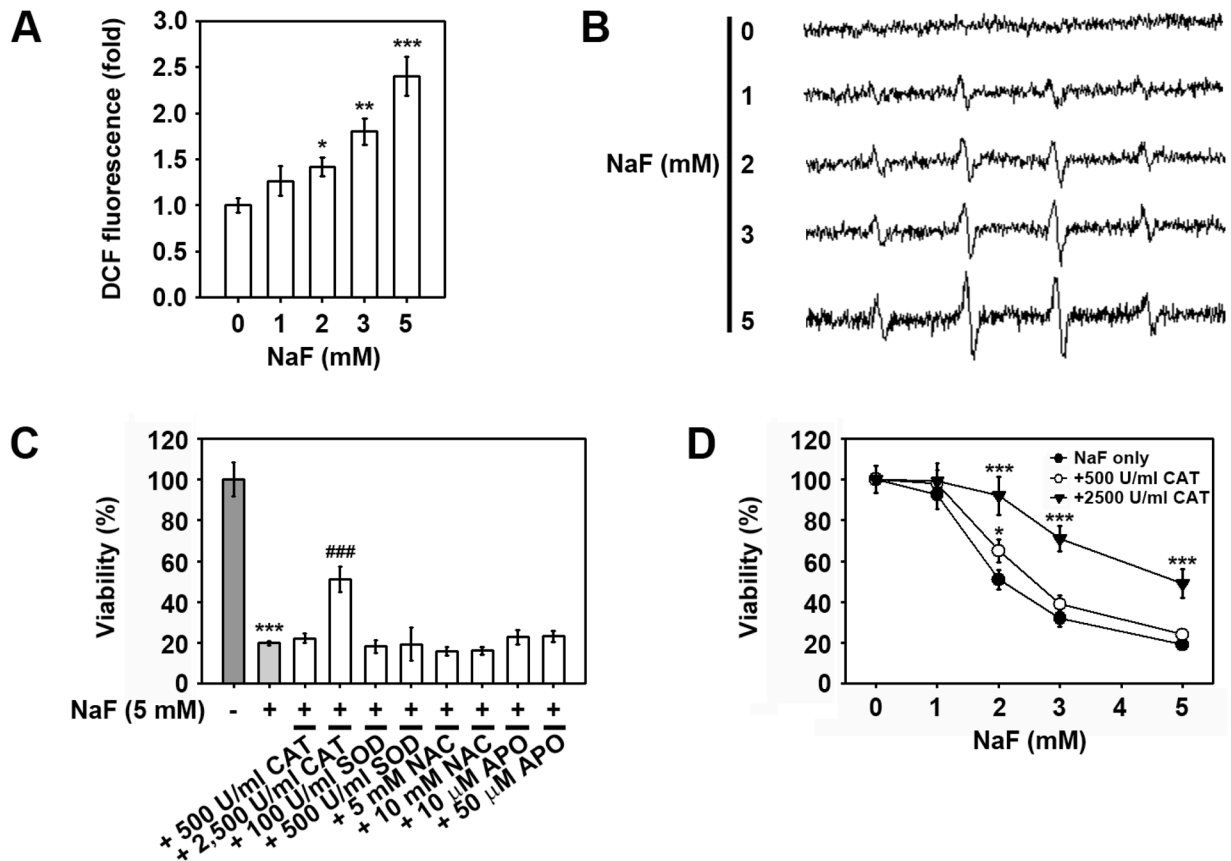 A
DCF fluorescence (fold)
3.0
2.5
2.0
1.5
1.0
0.5
0.0
*
**
***
0 1 2 3 5
NaF (mM)
B
NaF (mM)
0
1
2
3
5
C
Viability (%)
120
100
80
60
40
20
0
***
###
NaF (5 mM) - + + + + + + + + +
+ 500 U/ml CAT
+ 2,500 U/ml CAT
+ 100 U/ml SOD
+ 500 U/ml SOD
+ 5 mM NAC
+ 10 mM NAC
+ 10 μM APO
+ 50 μM APO
D
Viability (%)
120
100
80
60
40
20
0
NaF only
+500 U/ml CAT
+2500 U/ml CAT
***
*
***
***
0 1 2 3 4 5
NaF (mM)